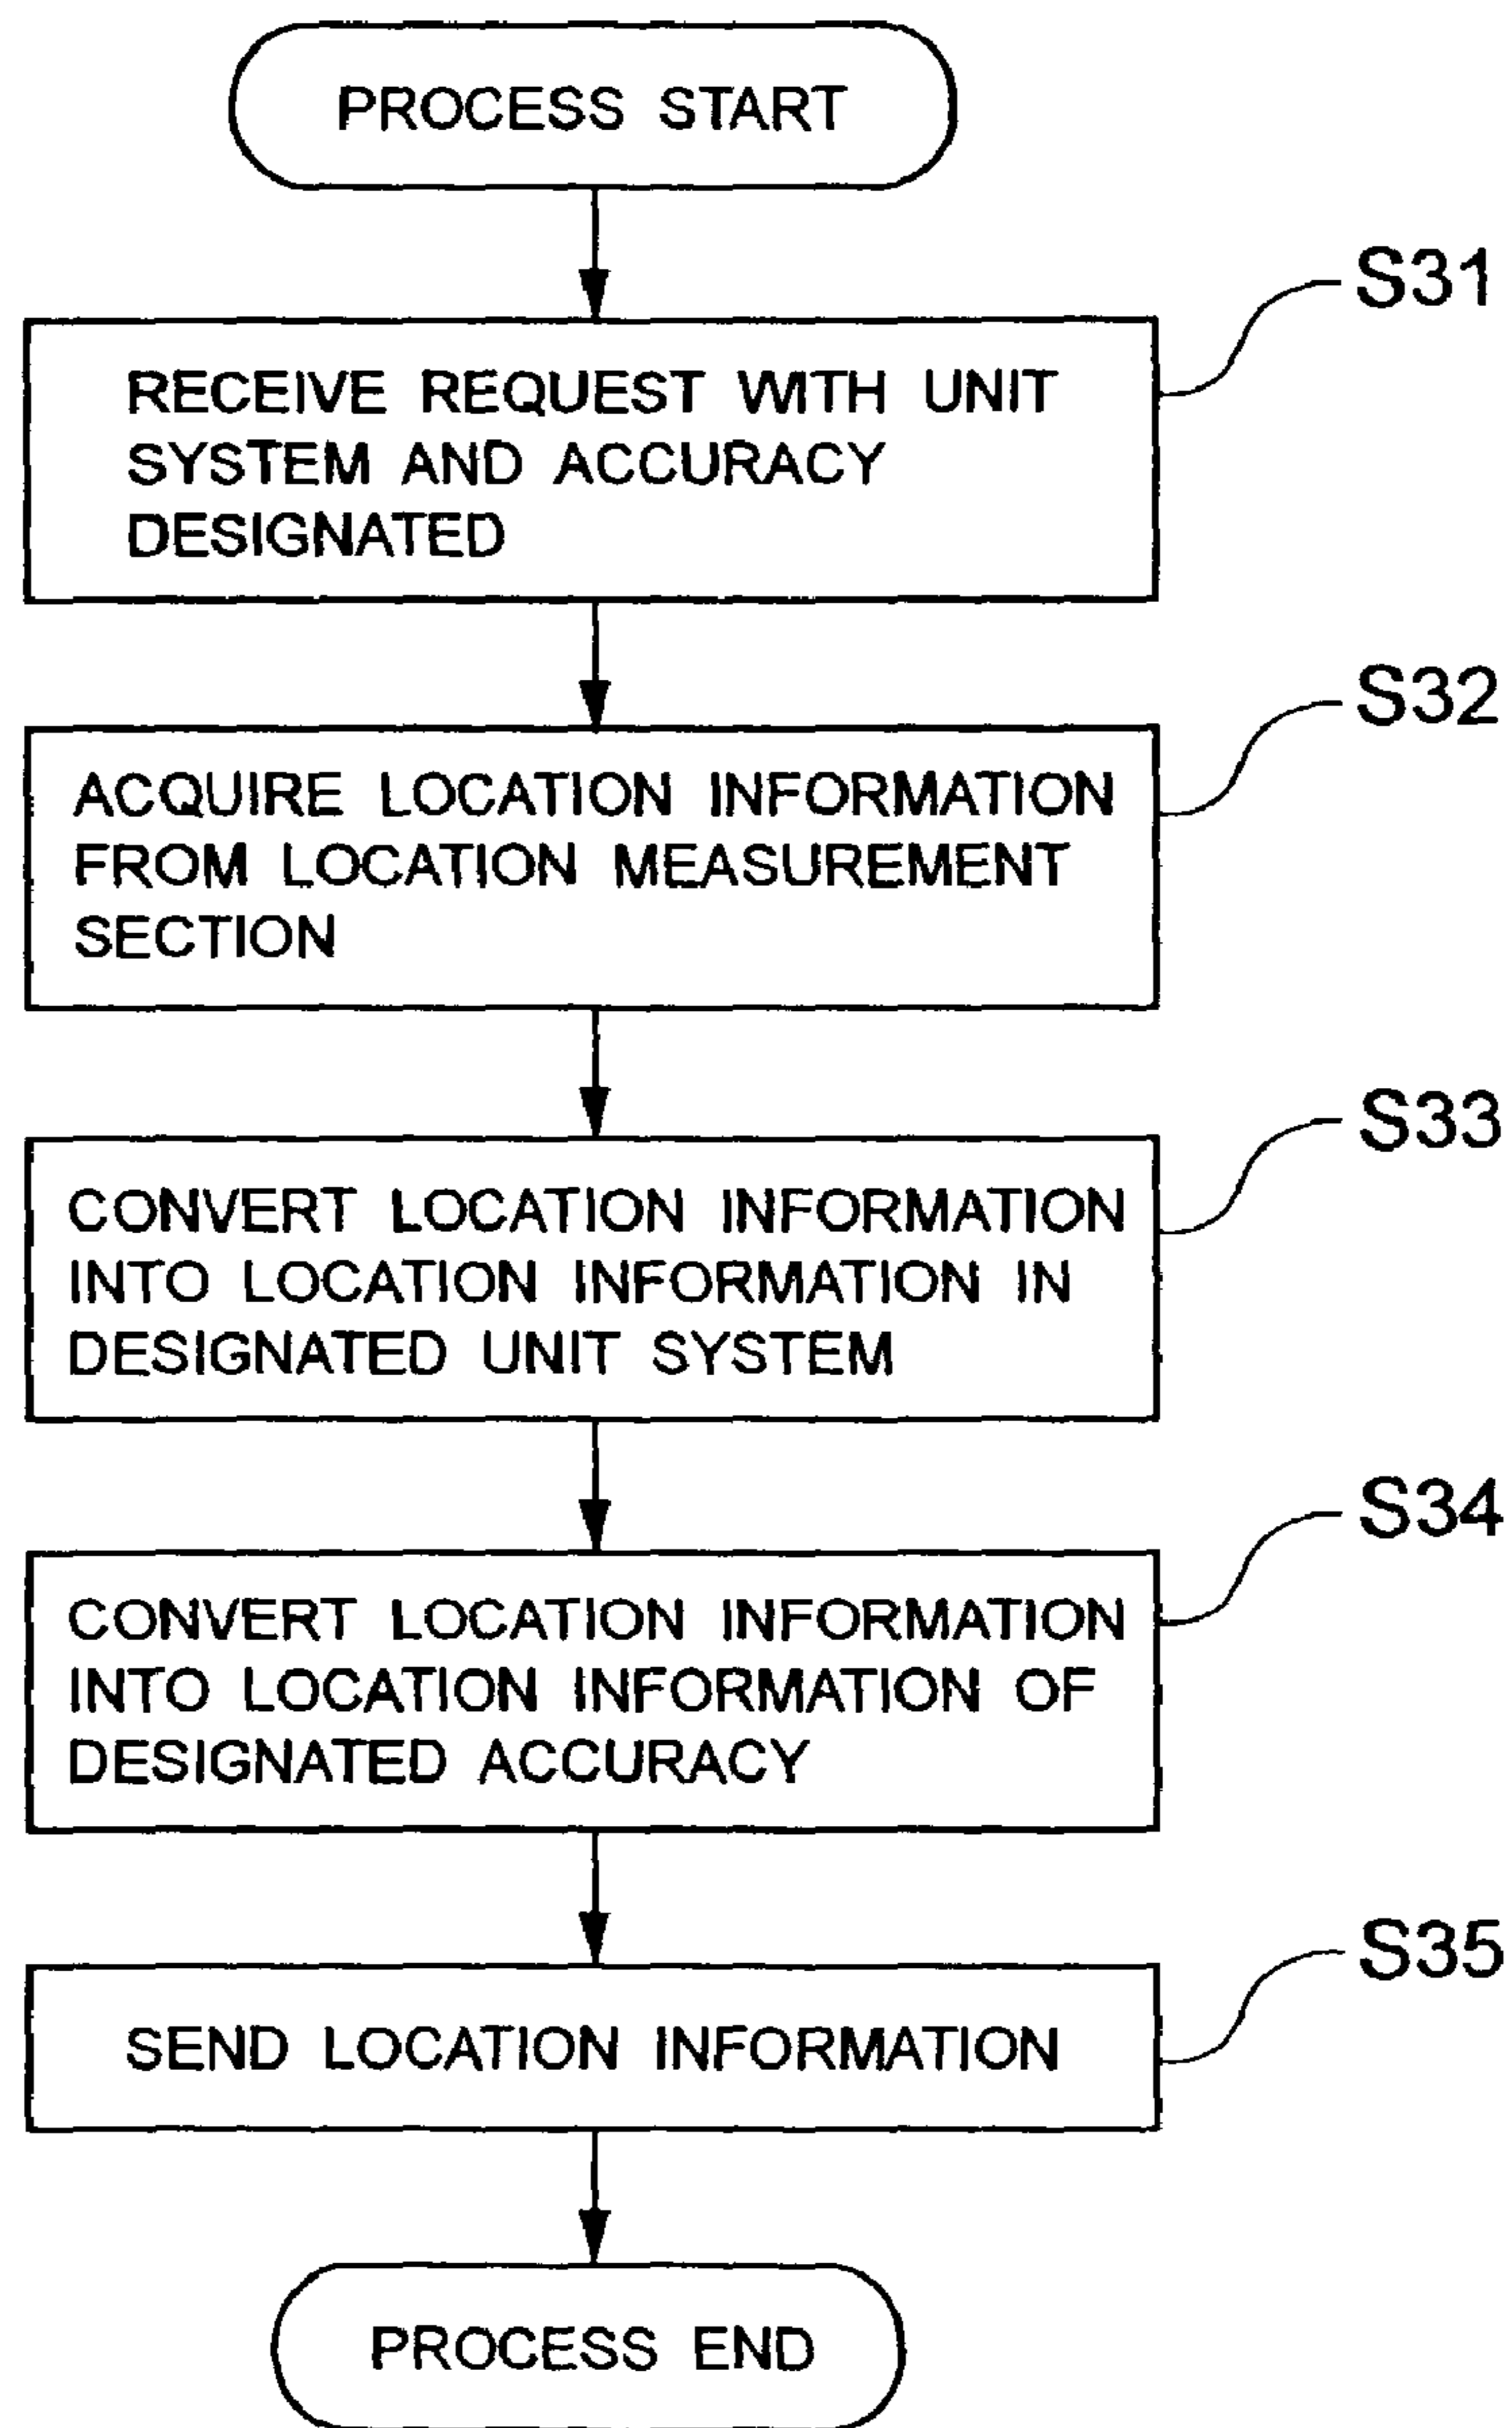 PROCESS START
S31
RECEIVE REQUEST WITH UNIT
SYSTEM AND ACCURACY
DESIGNATED
S32
ACQUIRE LOCATION INFORMATION
FROM LOCATION MEASUREMENT
SECTION
S33
CONVERT LOCATION INFORMATION
INTO LOCATION INFORMATION IN
DESIGNATED UNIT SYSTEM
S34
CONVERT LOCATION INFORMATION
INTO LOCATION INFORMATION OF
DESIGNATED ACCURACY
S35
SEND LOCATION INFORMATION
PROCESS END